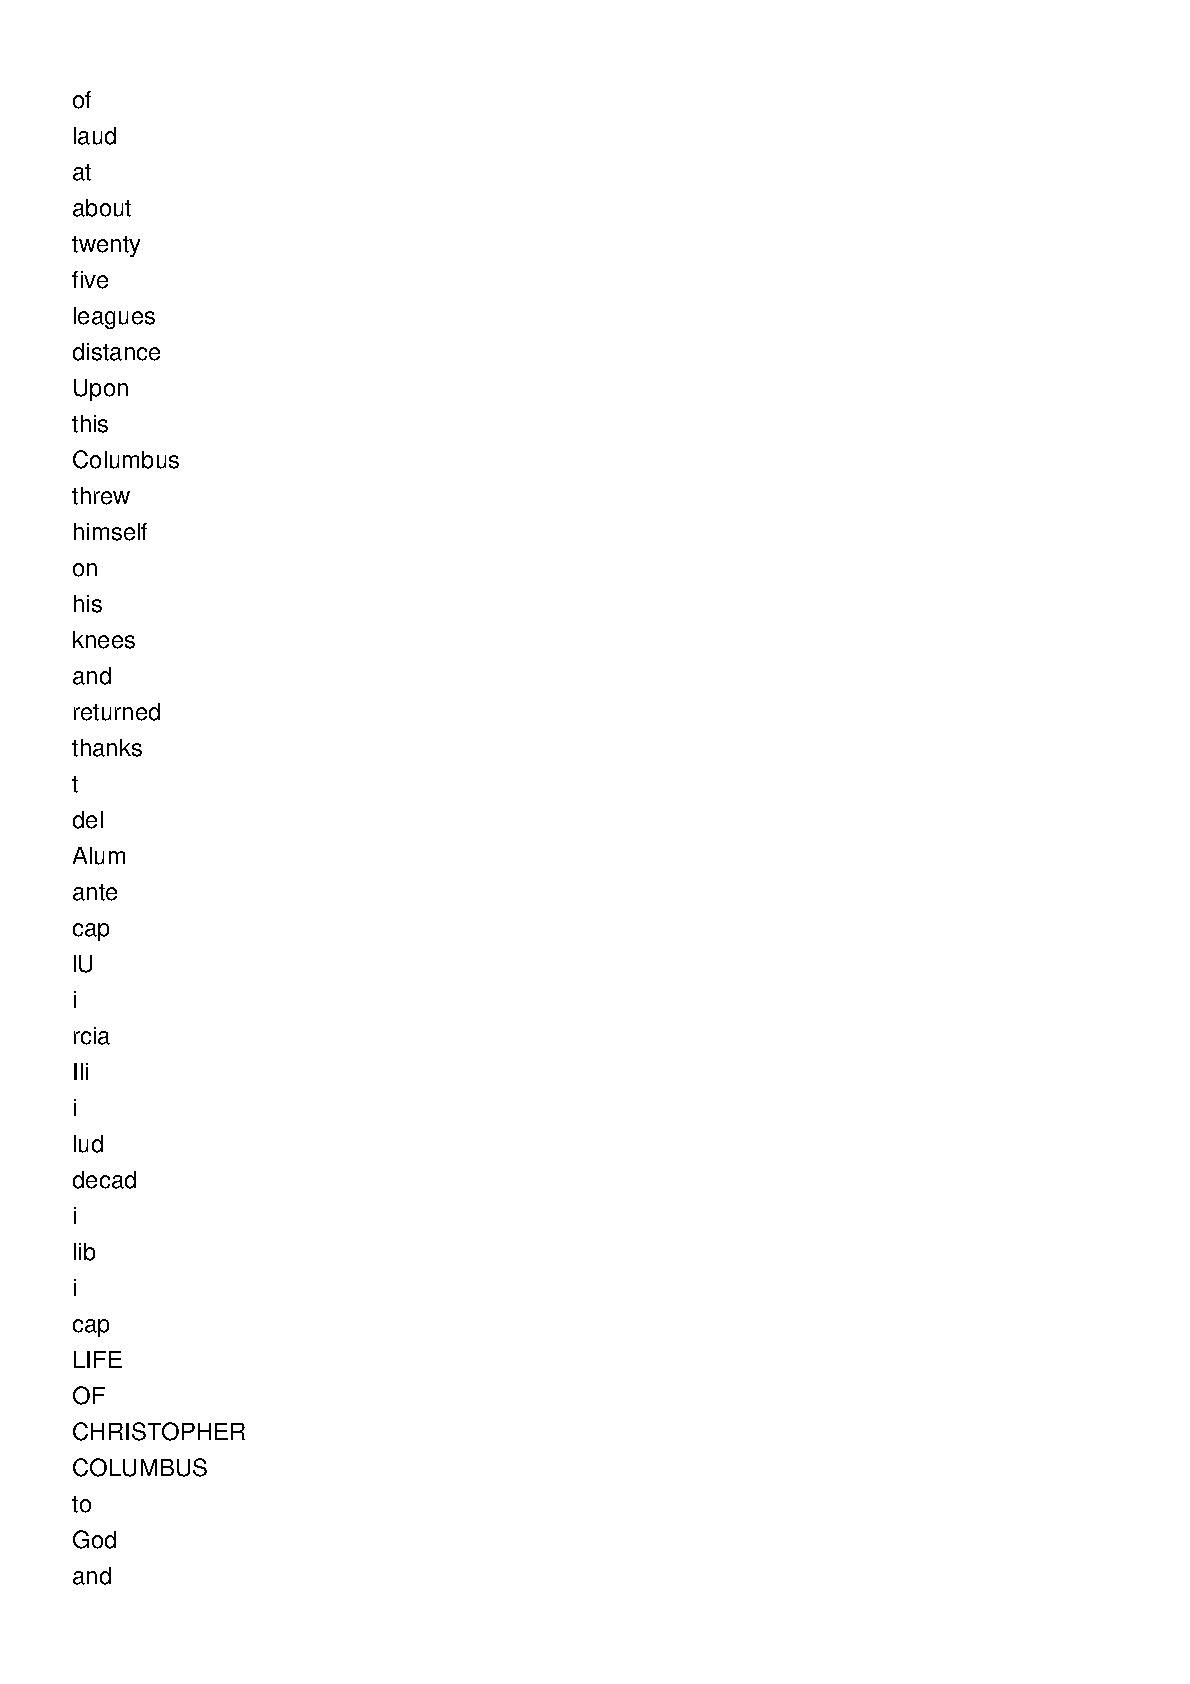 of
laud
at
about
twenty
five
leagues
distance
Upon
this
Columbus
threw
himself
on
his
knees
and
returned
thanks
t
del
Alum
ante
cap
IU
i
rcia
Ili
i
lud
decad
i
lib
i
cap
LIFE
OF
CHRISTOPHER
COLUMBUS
to
God
and